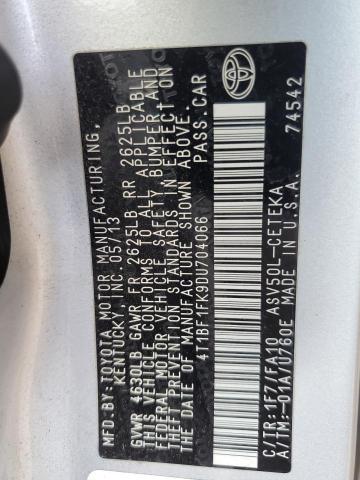 MFD.BY:TOYOTA MOTOR MANUFACTURING,
KENTUCKY, INC. 05/13
GVWR 4630LB GAWR FR 2625LB RR 2625LB
THIS VEHICLE CONFORMS TO ALL APPLICABLE
FEDERAL MOTOR VEHICLE SAFETY, BUMPER AND
THEFT PREVENTION STANDARDS IN EFFECT ON
THE DATE OF MANUFACTURE SHOWN ABOVE.
4T1BF1FK9DU704066 PASS.CAR
C/TR:1F7/FA10 ASV50L-CETEKA
A/TM:-01A/U760E U.S.A. 74542